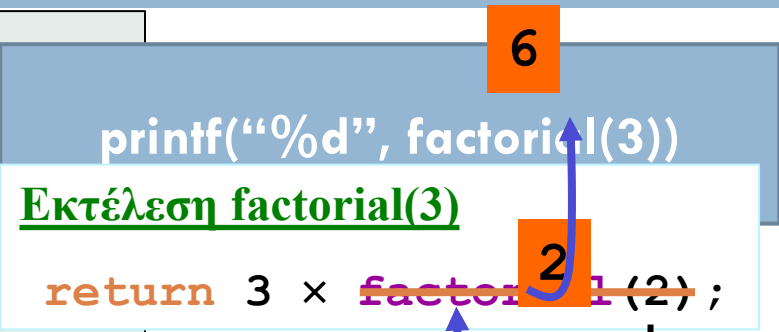 6
printf(“%d”, factorial(3))
Εκτέλεση factorial(3)
2
return 3 × factorial(2);